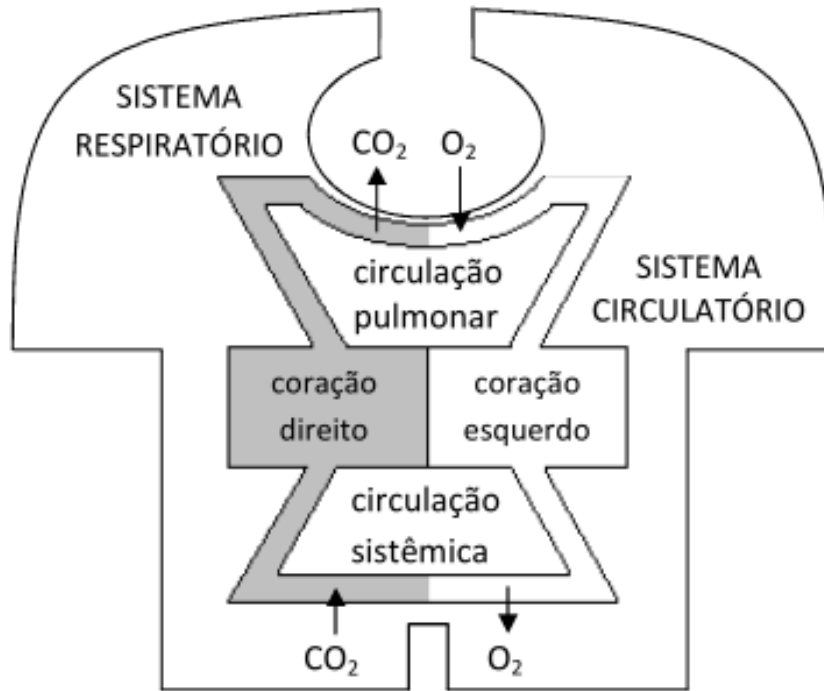 SISTEMA
RESPIRATÓRIO
CO₂ O₂
circulação
pulmonar
SISTEMA
CIRCULATÓRIO
coração
direito
coração
esquerdo
circulação
sistêmica
CO₂ O₂